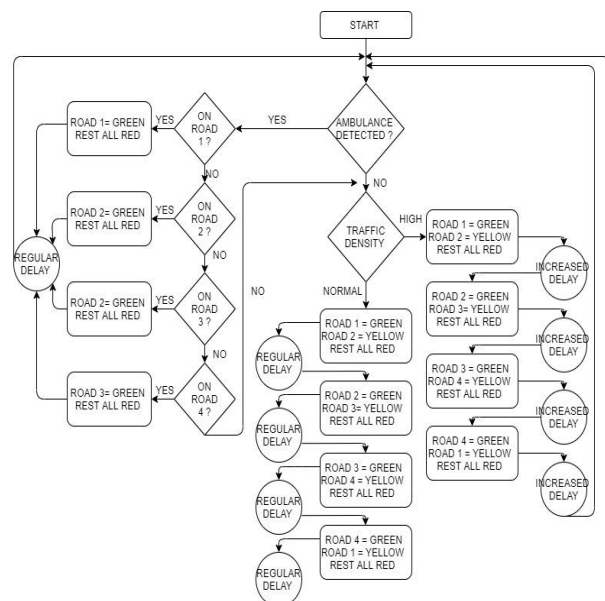 START
AMBULANCE
DETECTED ?
YES
NO
ON
ROAD
1 ?
YES
ROAD 1= GREEN
REST ALL RED
NO
ON
ROAD
2 ?
YES
ROAD 2= GREEN
REST ALL RED
NO
ON
ROAD
3 ?
YES
ROAD 2= GREEN
REST ALL RED
NO
ON
ROAD
4 ?
YES
ROAD 3= GREEN
REST ALL RED
REGULAR
DELAY
NO
TRAFFIC
DENSITY
HIGH
NORMAL
ROAD 1 = GREEN
ROAD 2 = YELLOW
REST ALL RED
INCREASED
DELAY
ROAD 2 = GREEN
ROAD 3= YELLOW
REST ALL RED
INCREASED
DELAY
ROAD 3 = GREEN
ROAD 4 = YELLOW
REST ALL RED
INCREASED
DELAY
ROAD 4 = GREEN
ROAD 1 = YELLOW
REST ALL RED
INCREASED
DELAY
ROAD 1 = GREEN
ROAD 2 = YELLOW
REST ALL RED
REGULAR
DELAY
ROAD 2 = GREEN
ROAD 3= YELLOW
REST ALL RED
REGULAR
DELAY
ROAD 3 = GREEN
ROAD 4 = YELLOW
REST ALL RED
REGULAR
DELAY
ROAD 4 = GREEN
ROAD 1 = YELLOW
REST ALL RED
REGULAR
DELAY